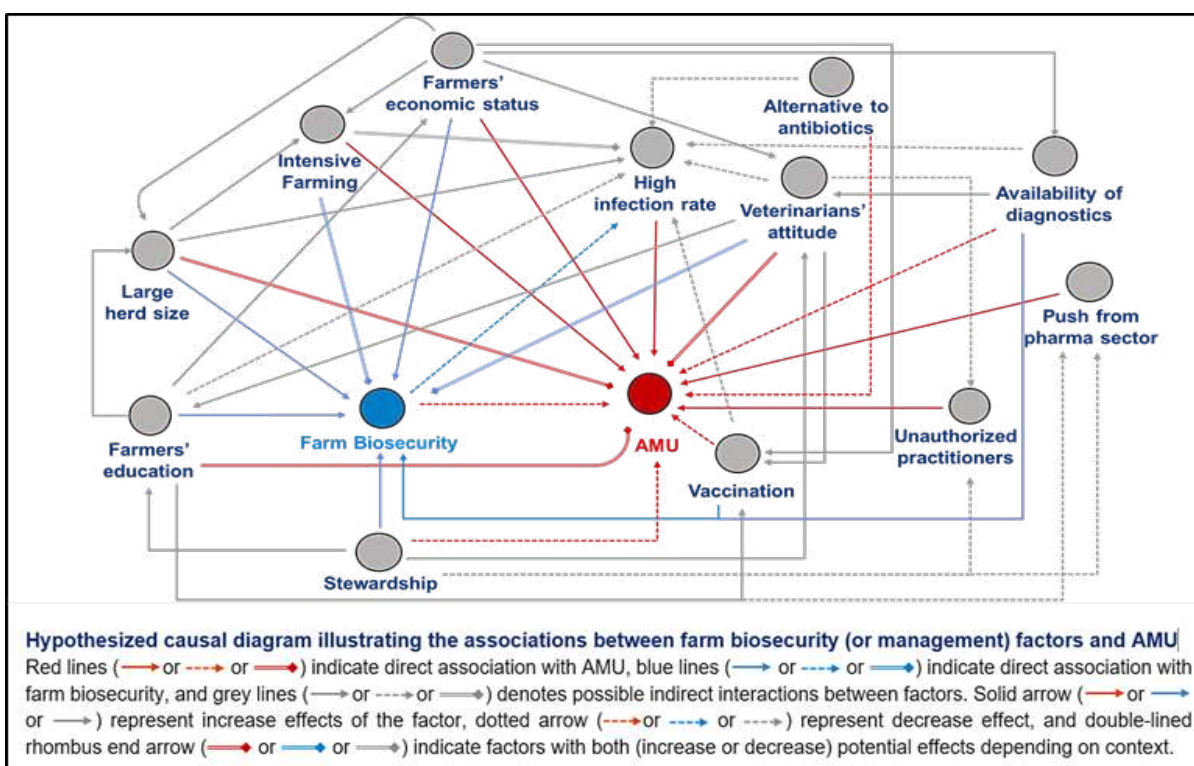 Farmers'
economic status
Alternative to
antibiotics
Intensive
Farming
High
infection rate
Veterinarians'
attitude
Availability of
diagnostics
Large
herd size
Push from
pharma sector
Farmers'
education
Farm Biosecurity
AMU
Vaccination
Unauthorized
practitioners
Stewardship
Hypothesized causal diagram illustrating the associations between farm biosecurity (or management) factors and AMU
Red lines ( or or ) indicate direct association with AMU, blue lines ( or or ) indicate direct association with
farm biosecurity, and grey lines ( or or ) denotes possible indirect interactions between factors. Solid arrow ( or
or ) represent increase effects of the factor, dotted arrow ( or or ) represent decrease effect, and double-lined
rhombus end arrow ( or or ) indicate factors with both (increase or decrease) potential effects depending on context.